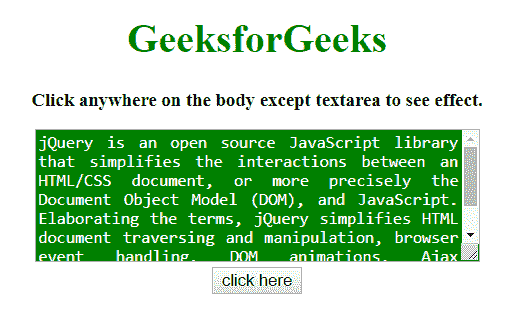 GeeksforGeeks
Click anywhere on the body except textarea to see effect.
jQuery is an open source JavaScript library
that simplifies the interactions between an
HTML/CSS document, or more precisely the
Document Object Model (DOM), and JavaScript.
Elaborating the terms, jQuery simplifies HTML
document traversing and manipulation, browser
event handling, DOM animations, Ajax
click here